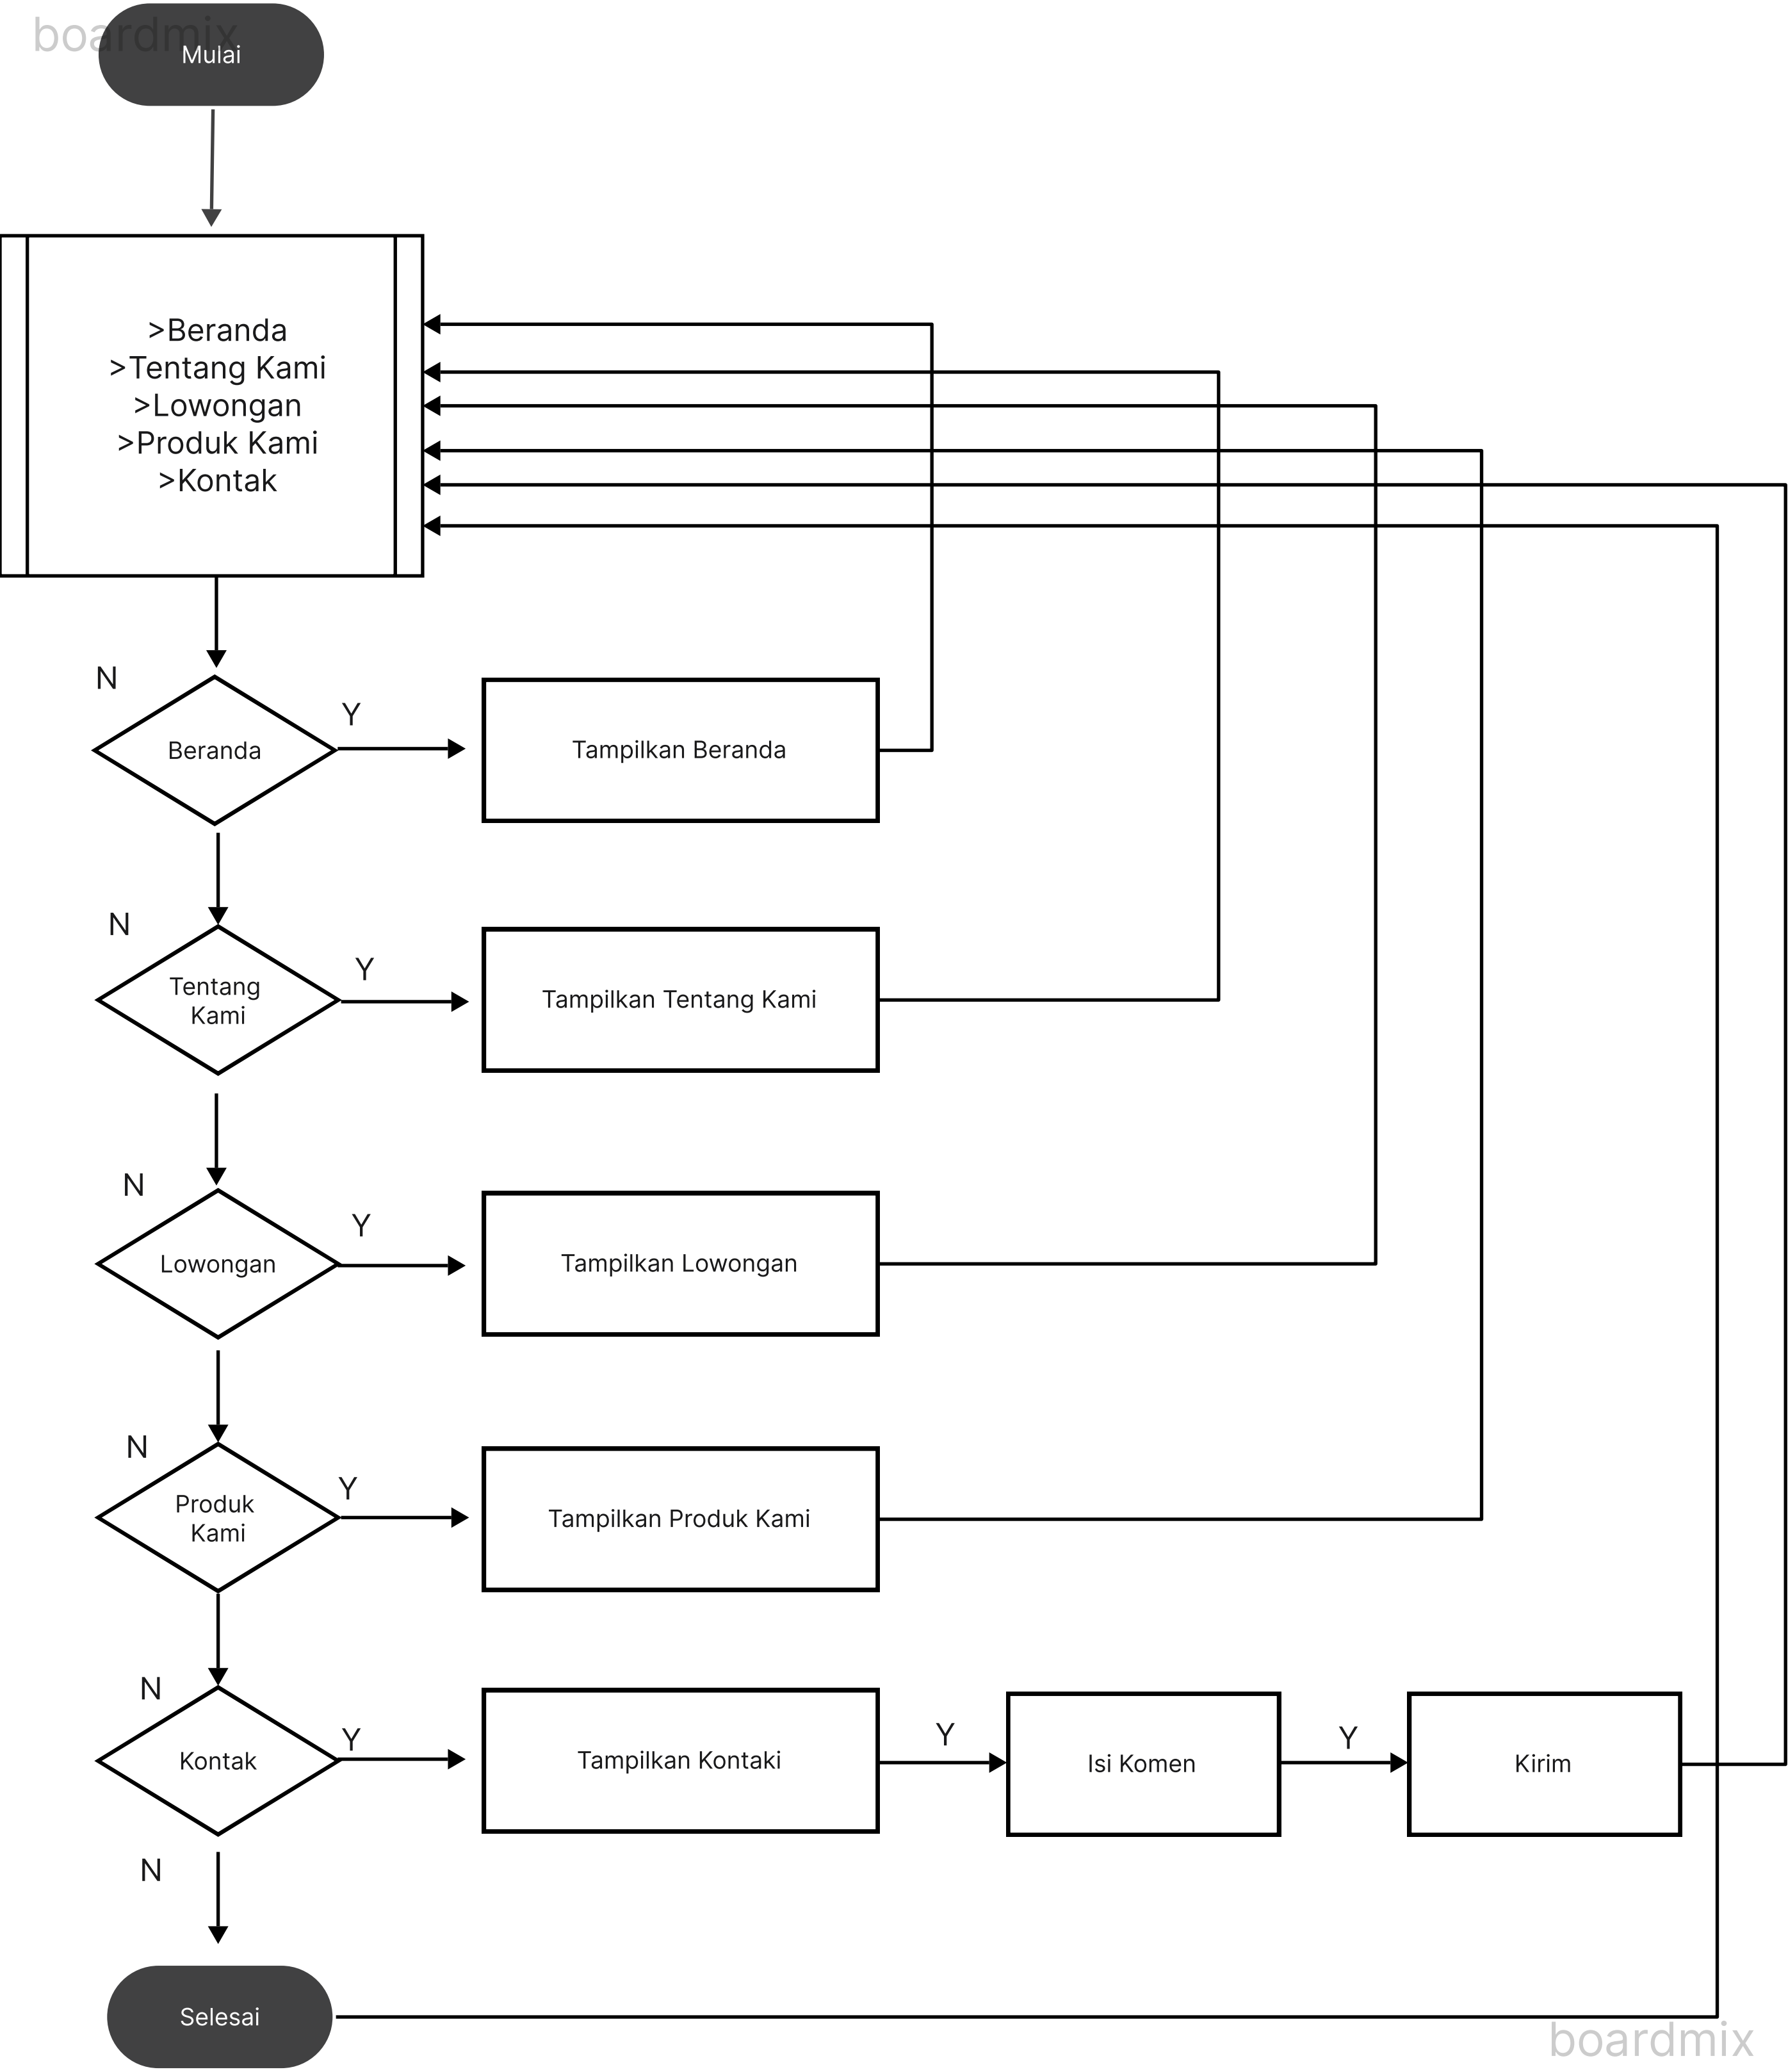 boardmix
Mulai
>Beranda
>Tentang Kami
>Lowongan
>Produk Kami
>Kontak
N
Y
Beranda
Tampilkan Beranda
N
Y
Tentang
Kami
Tampilkan Tentang Kami
N
Y
Lowongan
Tampilkan Lowongan
N
Y
Produk
Kami
Tampilkan Produk Kami
N
Y
Kontak
Tampilkan Kontaki
Y
Isi Komen
Y
Kirim
N
Selesai
boardmix